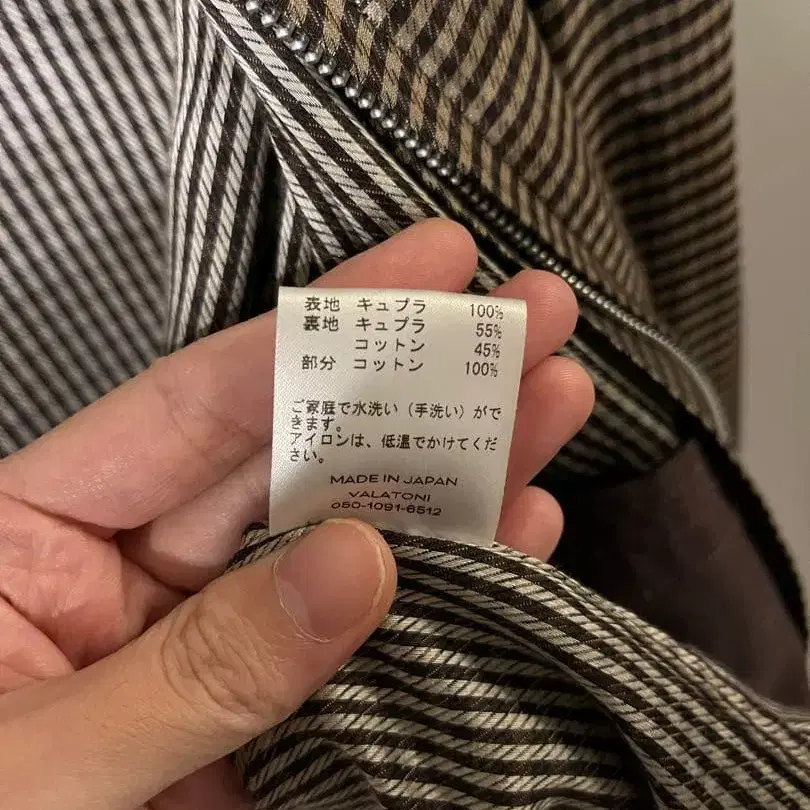 表地 キュプラ 100%
裏地 キュプラ 55%
コットン 45%
部分 コットン 100%
ご家庭で水洗い（手洗い）がで
きます。
アイロンは、低温でかけてくだ
さい。
MADE IN JAPAN
VALATONI
050-1091-6512